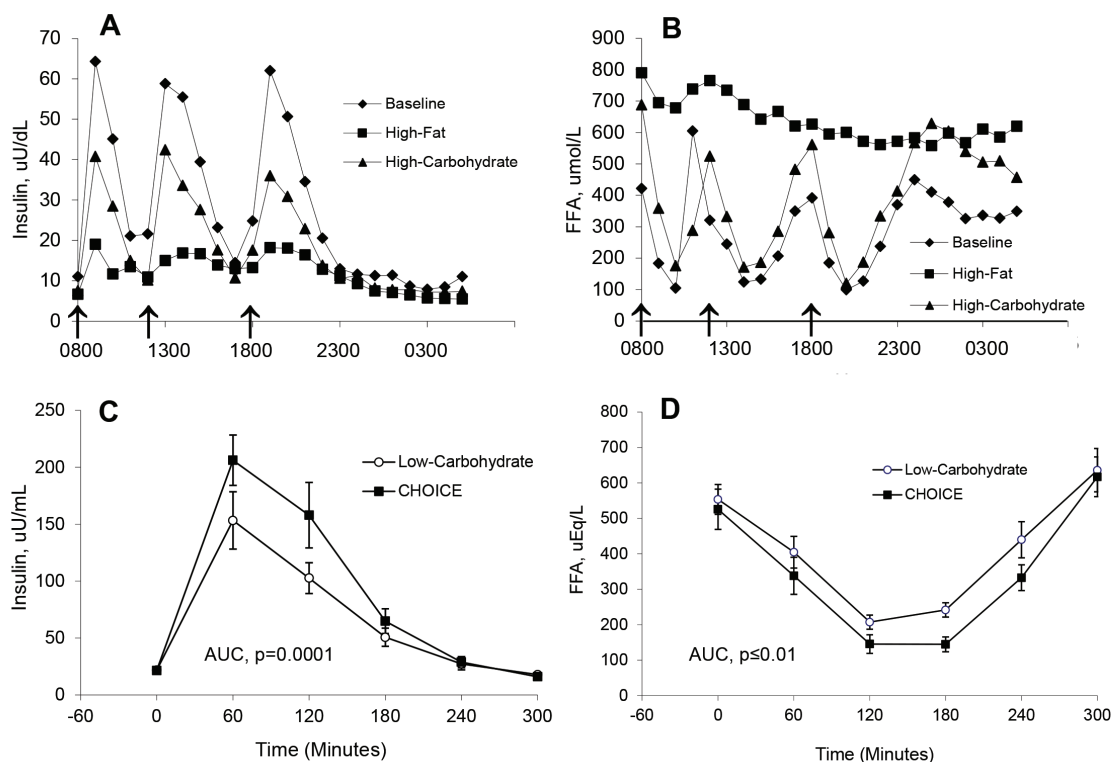 A
70
60
50
40
30
20
10
0
Insulin, uU/dL
Baseline
High-Fat
High-Carbohydrate
0800 1300 1800 2300 0300
B
900
800
700
600
500
400
300
200
100
0
FFA, umol/L
Baseline
High-Fat
High-Carbohydrate
0800 1300 1800 2300 0300
C
250
200
150
100
50
0
Insulin, uU/mL
Low-Carbohydrate
CHOICE
AUC, p=0.0001
-60 0 60 120 180 240 300
Time (Minutes)
D
800
700
600
500
400
300
200
100
0
FFA, uEq/L
Low-Carbohydrate
CHOICE
AUC, p≤0.01
-60 0 60 120 180 240 300
Time (Minutes)